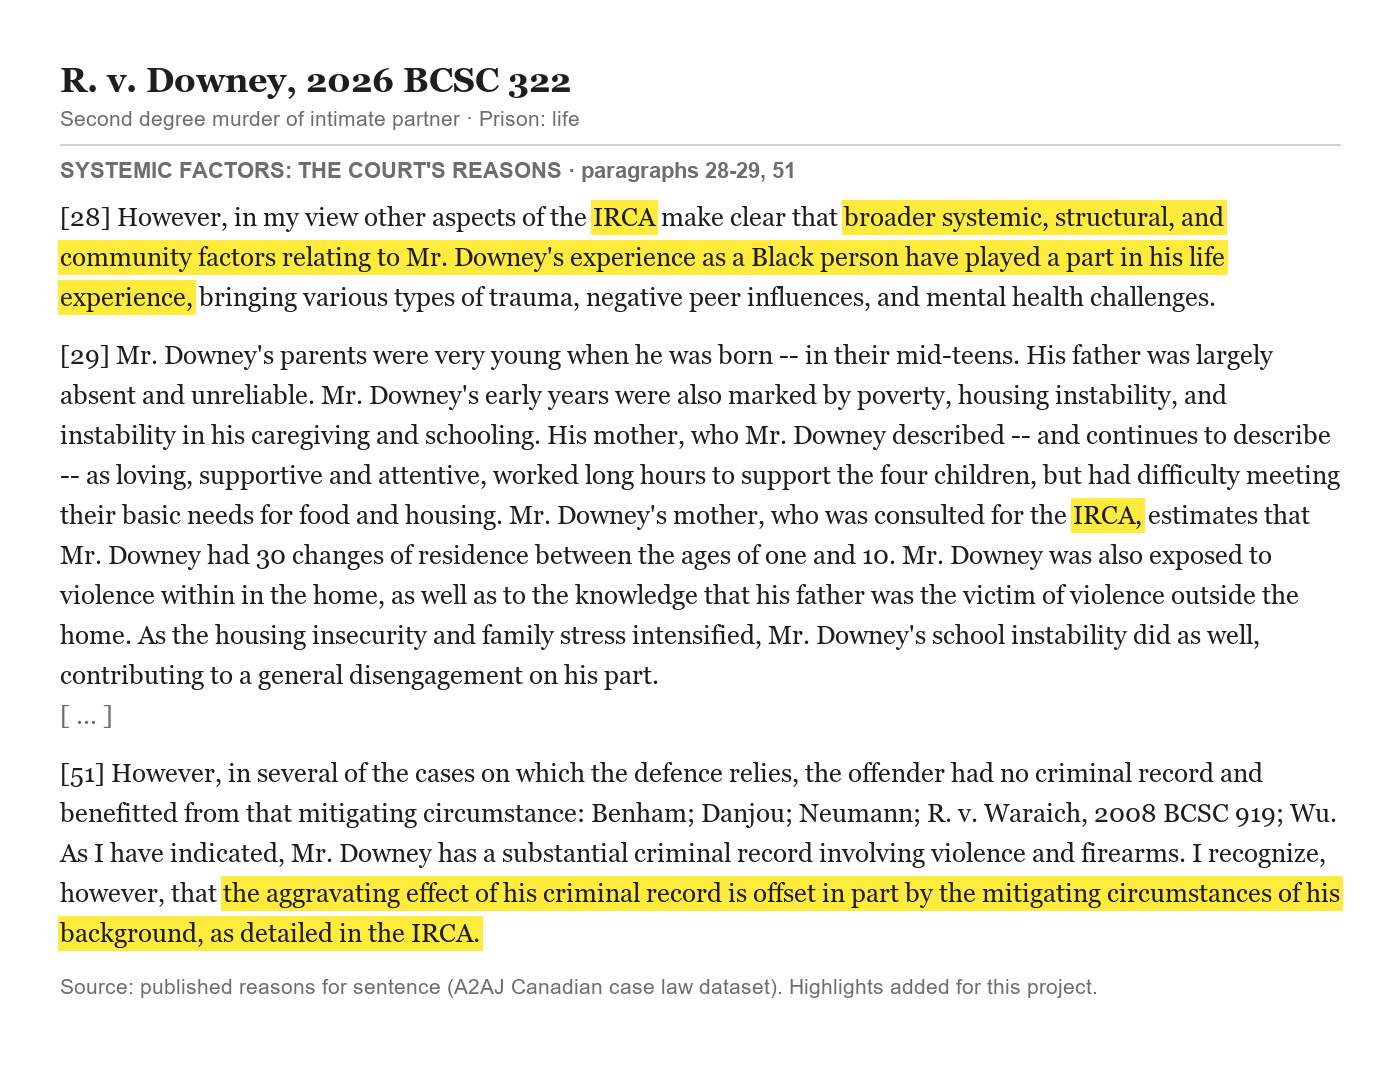 R. v. Downey, 2026 BCSC 322
Second degree murder of intimate partner · Prison: life
SYSTEMIC FACTORS: THE COURT'S REASONS · paragraphs 28-29, 51
[28] However, in my view other aspects of the IRCA make clear that broader systemic, structural, and
community factors relating to Mr. Downey's experience as a Black person have played a part in his life
experience, bringing various types of trauma, negative peer influences, and mental health challenges.
[29] Mr. Downey's parents were very young when he was born -- in their mid-teens. His father was largely
absent and unreliable. Mr. Downey's early years were also marked by poverty, housing instability, and
instability in his caregiving and schooling. His mother, who Mr. Downey described -- and continues to describe
-- as loving, supportive and attentive, worked long hours to support the four children, but had difficulty meeting
their basic needs for food and housing. Mr. Downey's mother, who was consulted for the IRCA, estimates that
Mr. Downey had 30 changes of residence between the ages of one and 10. Mr. Downey was also exposed to
violence within in the home, as well as to the knowledge that his father was the victim of violence outside the
home. As the housing insecurity and family stress intensified, Mr. Downey's school instability did as well,
contributing to a general disengagement on his part.
[ ... ]
[51] However, in several of the cases on which the defence relies, the offender had no criminal record and
benefitted from that mitigating circumstance: Benham; Danjou; Neumann; R. v. Waraich, 2008 BCSC 919; Wu.
As I have indicated, Mr. Downey has a substantial criminal record involving violence and firearms. I recognize,
however, that the aggravating effect of his criminal record is offset in part by the mitigating circumstances of his
background, as detailed in the IRCA.
Source: published reasons for sentence (A2AJ Canadian case law dataset). Highlights added for this project.